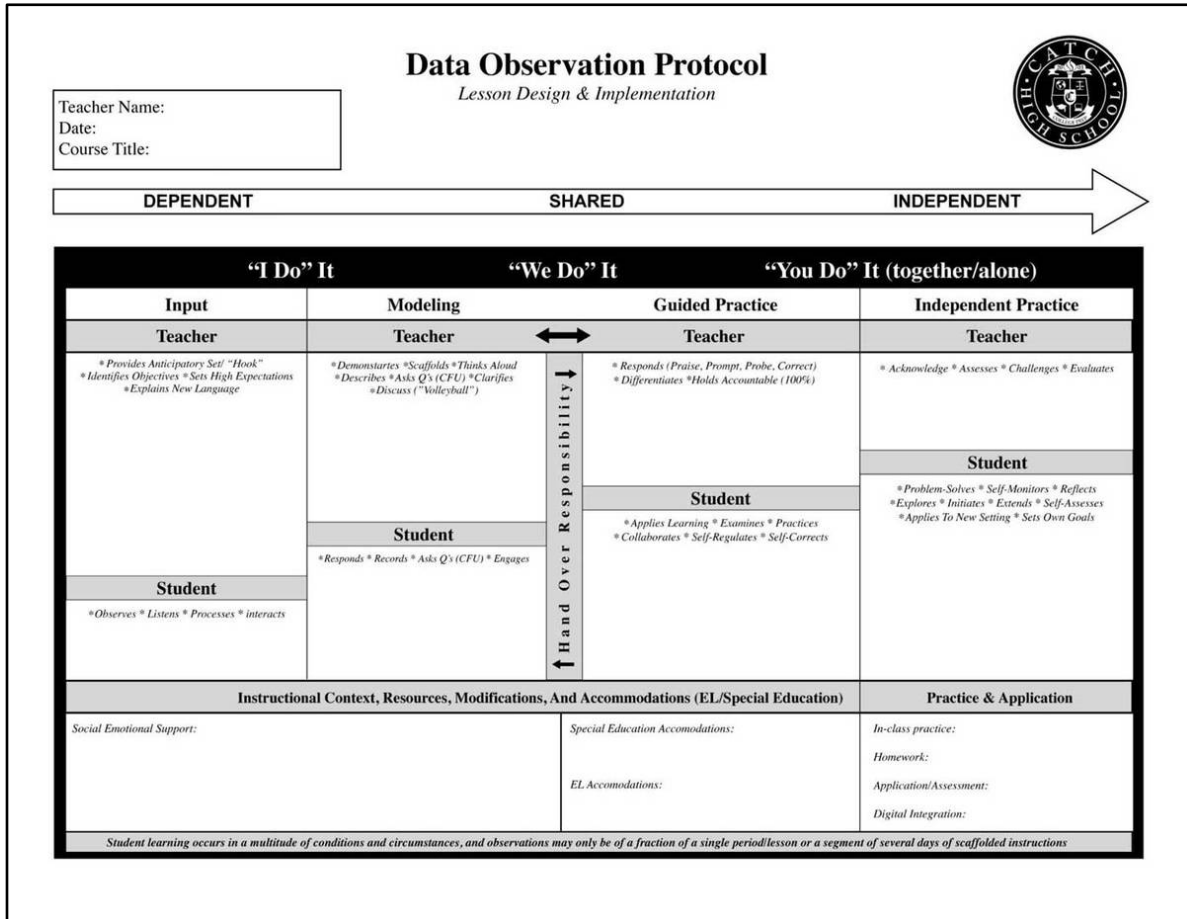 Data Observation Protocol
Lesson Design & Implementation
CATCH
HIGH SCHOOL
Teacher Name:
Date:
Course Title:
DEPENDENT SHARED INDEPENDENT
“I Do” It “We Do” It “You Do” It (together/alone)
Input Modeling Guided Practice Independent Practice
Teacher Teacher Teacher Teacher
* Provides Anticipatory Set/ “Hook”
*Identifies Objectives *Sets High Expectations
*Explains New Language
Student
*Observes * Listens * Processes * interacts
*Demonstartes *Scaffolds *Thinks Aloud
*Describes *Asks Q's (CFU) *Clarifies
*Discuss ("Volleyball")
Student
*Responds * Records * Asks Q's (CFU) * Engages
Hand Over Responsibility
* Responds (Praise, Prompt, Probe, Correct)
* Differentiates *Holds Accountable (100%)
Student
*Applies Learning * Examines * Practices
* Collaborates * Self-Regulates * Self-Corrects
* Acknowledge * Assesses * Challenges * Evaluates
Student
*Problem-Solves * Self-Monitors * Reflects
*Explores * Initiates * Extends * Self-Assesses
*Applies To New Setting * Sets Own Goals
Instructional Context, Resources, Modifications, And Accommodations (EL/Special Education) Practice & Application
Social Emotional Support:
Special Education Accomodations:
EL Accomodations:
In-class practice:
Homework:
Application/Assessment:
Digital Integration:
Student learning occurs in a multitude of conditions and circumstances, and observations may only be of a fraction of a single period/lesson or a segment of several days of scaffolded instructions